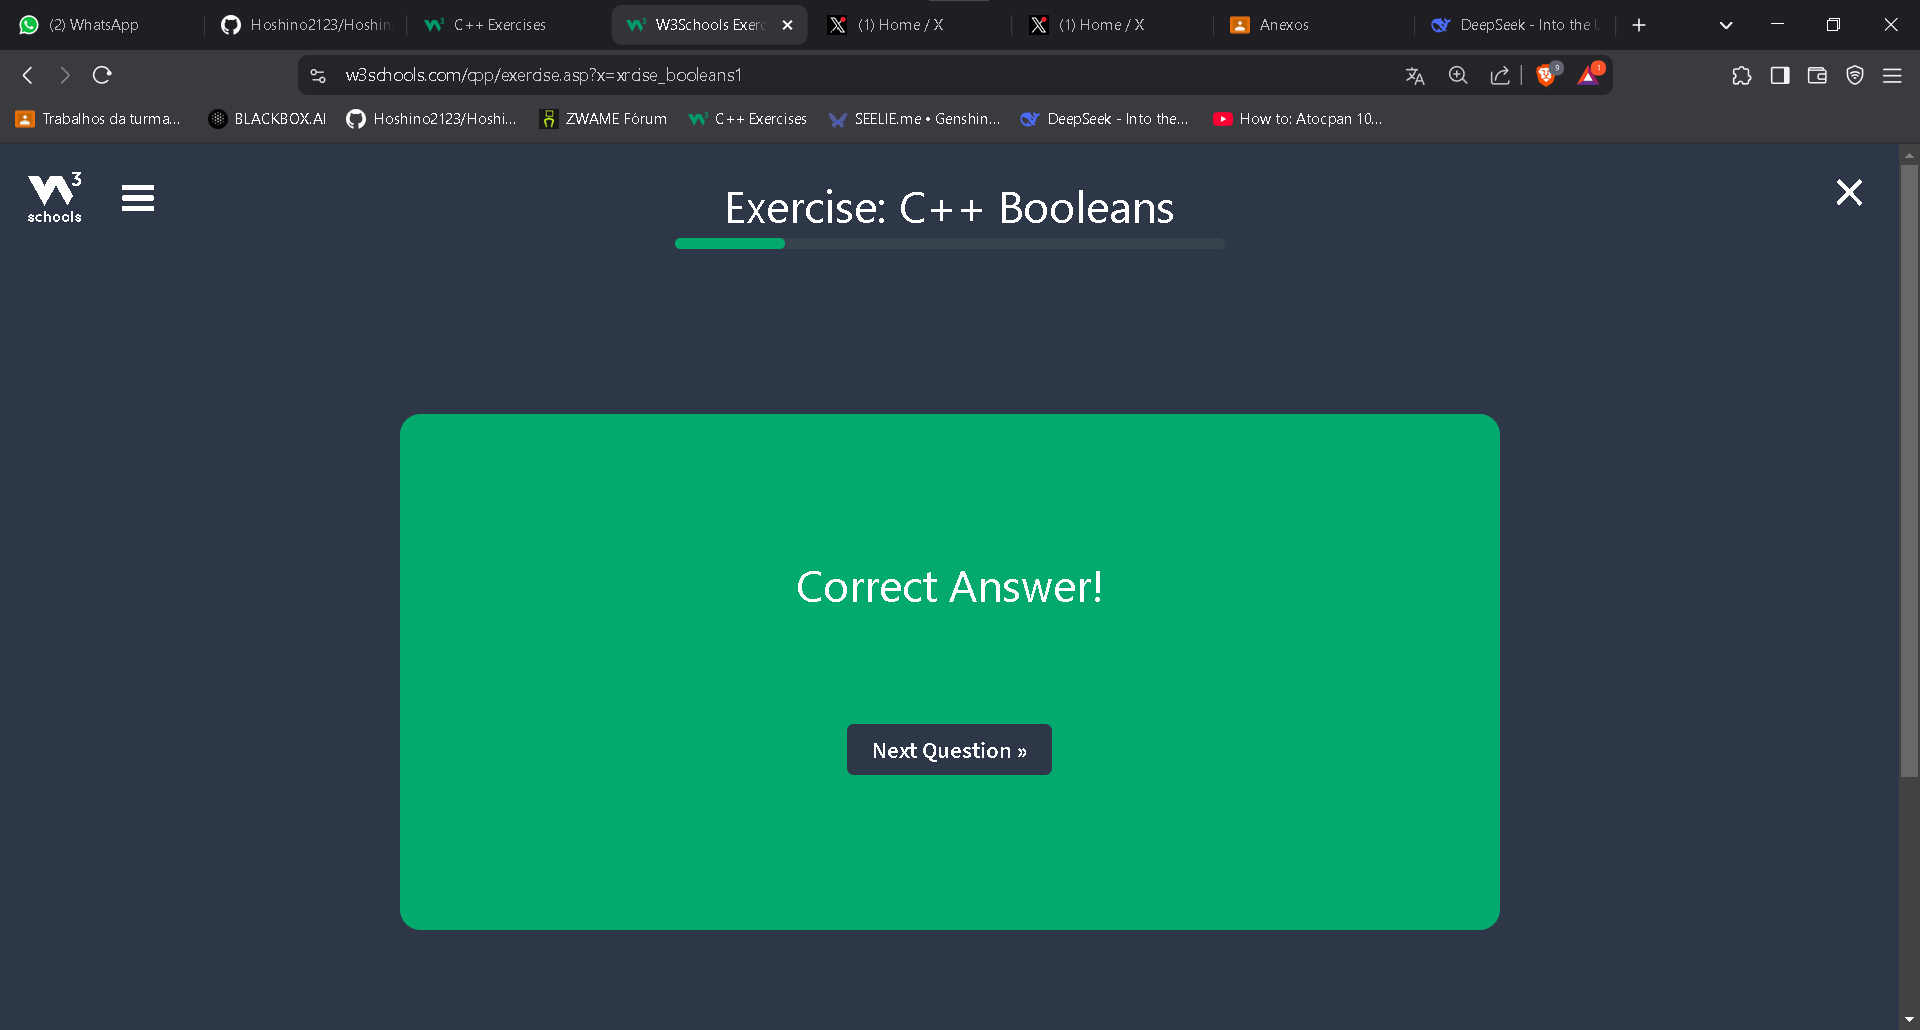 (2) WhatsApp
Hoshino2123/Hoshin
C++ Exercises
W3Schools Exerc
(1) Home / X
(1) Home / X
Anexos
DeepSeek - Into the U
w3schools.com/cpp/exercise.asp?x=xrcise_booleans1
9
1
Trabalhos da turma...
BLACKBOX.AI
Hoshino2123/Hoshi...
ZWAME Fórum
C++ Exercises
SEELIE.me • Genshin...
DeepSeek - Into the...
How to: Atocpan 10...
W3
schools
Exercise: C++ Booleans
Correct Answer!
Next Question »